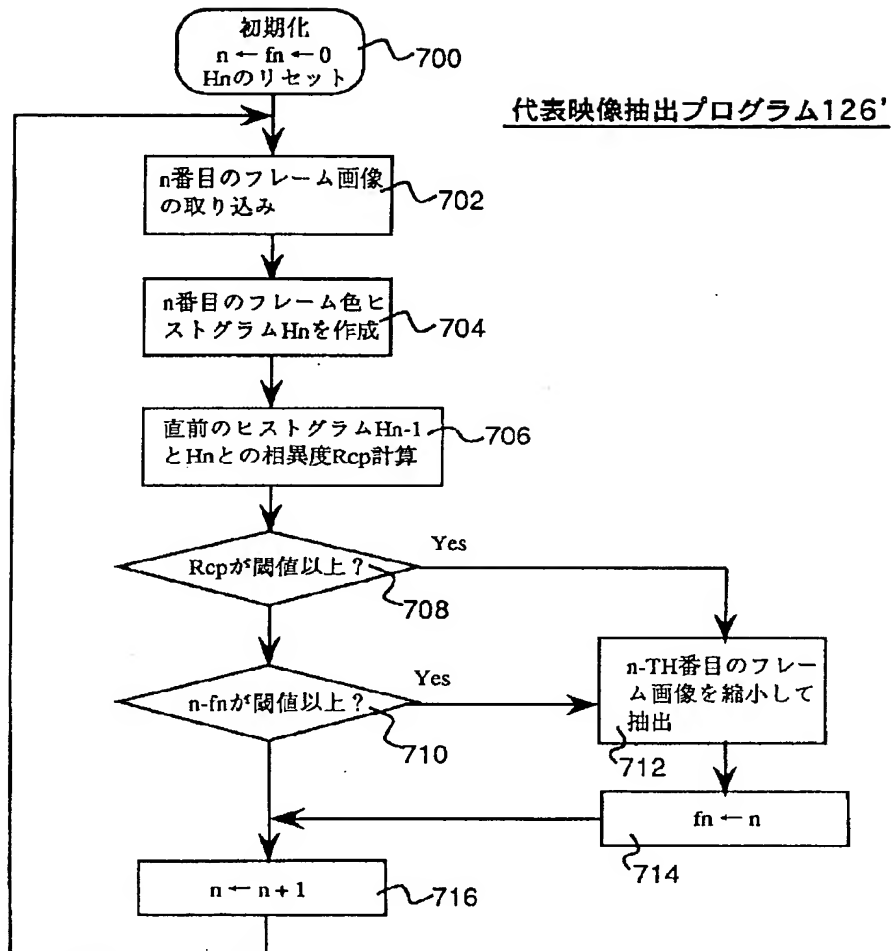 初期化
n ← fn ← 0
Hnのリセット
700
代表映像抽出プログラム126'
n番目のフレーム画像
の取り込み
702
n番目のフレーム色ヒ
ストグラムHnを作成
704
直前のヒストグラムHn-1
とHnとの相異度Rcp計算
706
Rcpが閾値以上？
Yes
708
n-fnが閾値以上？
Yes
710
n-TH番目のフレー
ム画像を縮小して
抽出
712
fn ← n
714
n ← n + 1
716